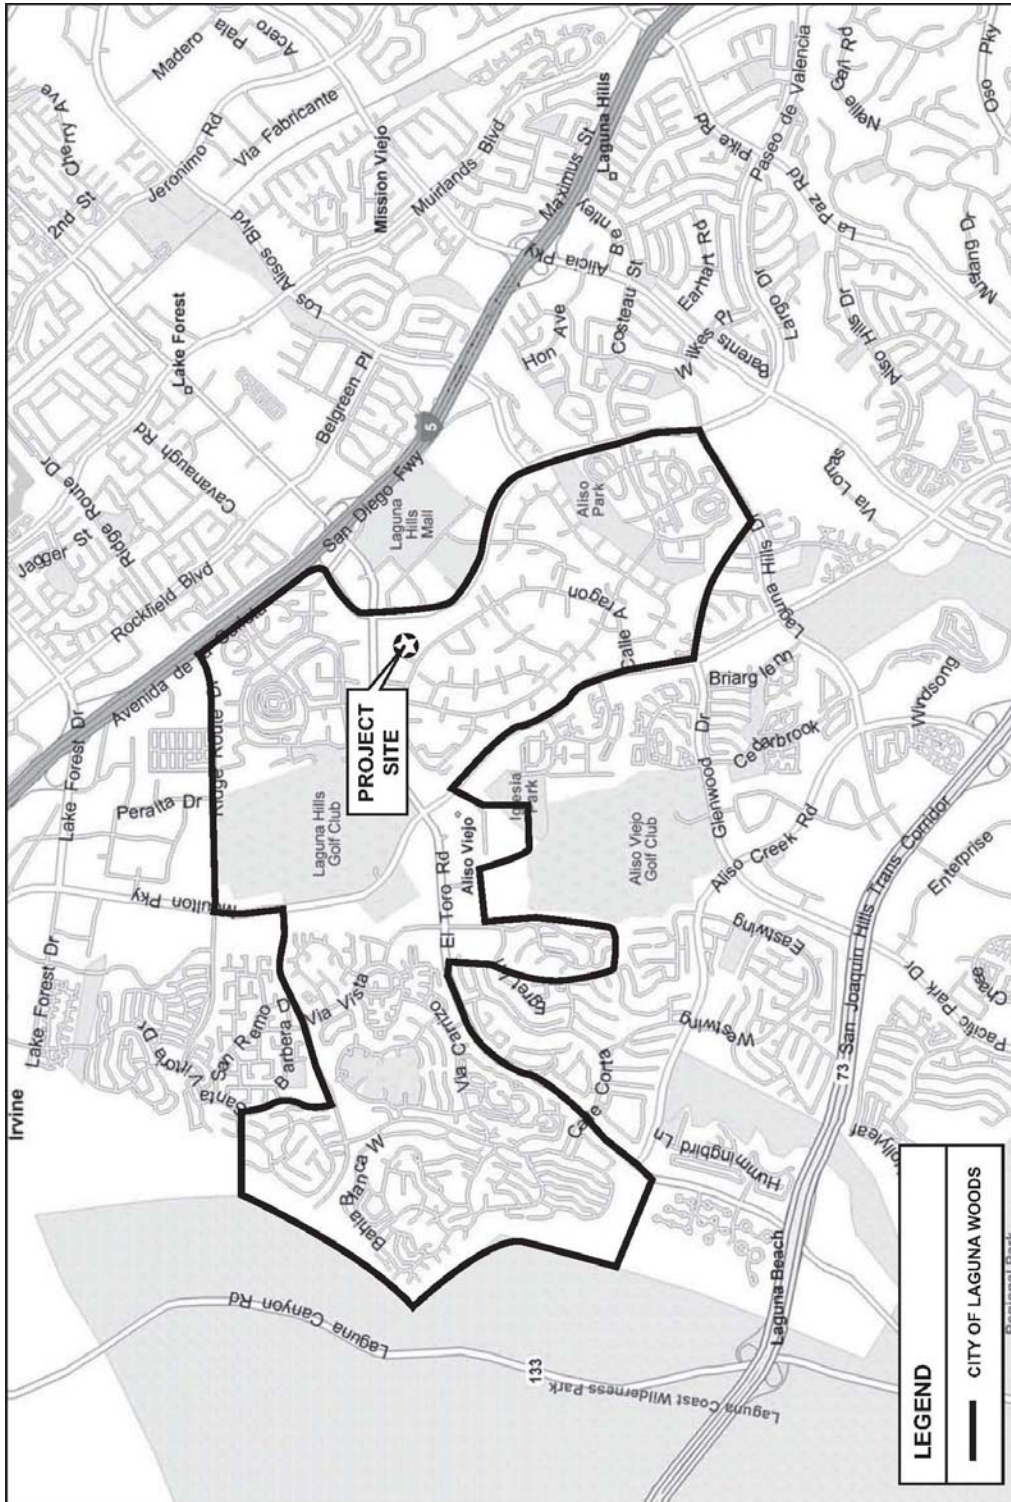 Madero
Pala
Acero
Cherry Ave
2nd St
Jeronimo Rd
Via Fabricante
Mission Viejo
Muirlands Blvd
Los Alisos Blvd
Lake Forest
Belgreen Pl
Cavanaugh Rd
Ridge Route Dr
Jagger St
Rockfield Blvd
San Diego Fwy
5
Maximus St
Laguna Hills
Bentley
Alicia Pky
Costeau St
Hon Ave
Earhart Rd
Wilkes Pl
Barents
Largo Dr
Pike Rd
Paseo de Valencia
La Paz Rd
Nellie Gail Rd
Oso Pky
Mustang Dr
Aliso Hills Dr
Via Lomas
Laguna
Hills
Mall
Aliso
Park
Calle Aragon
Laguna Hills Dr
Avenida de
Lake Forest Dr
Ridge Route Dr
Peralta Dr
PROJECT
SITE
Laguna Hills
Golf Club
Moulton Pky
El Toro Rd
Aliso Viejo
Iglesia
Park
Aliso Viejo
Golf Club
Glenwood Dr
Briarglenn
Cedarbrook
Windsong
Aliso Creek Rd
Enterprise
73 San Joaquin Hills Trans Corridor
Eastwing
Westwing
Pacific Park Dr
Chase
Lake Forest Dr
Irvine
San Remo D
Barbera
Santa
Via Vista
Via Carrizo
Egret
Calle Corta
Bahia Blanca W
Hummingbird Ln
Hollyleaf
Laguna Beach
Laguna Canyon Rd
133
Laguna Coast Wilderness Park
LEGEND
CITY OF LAGUNA WOODS